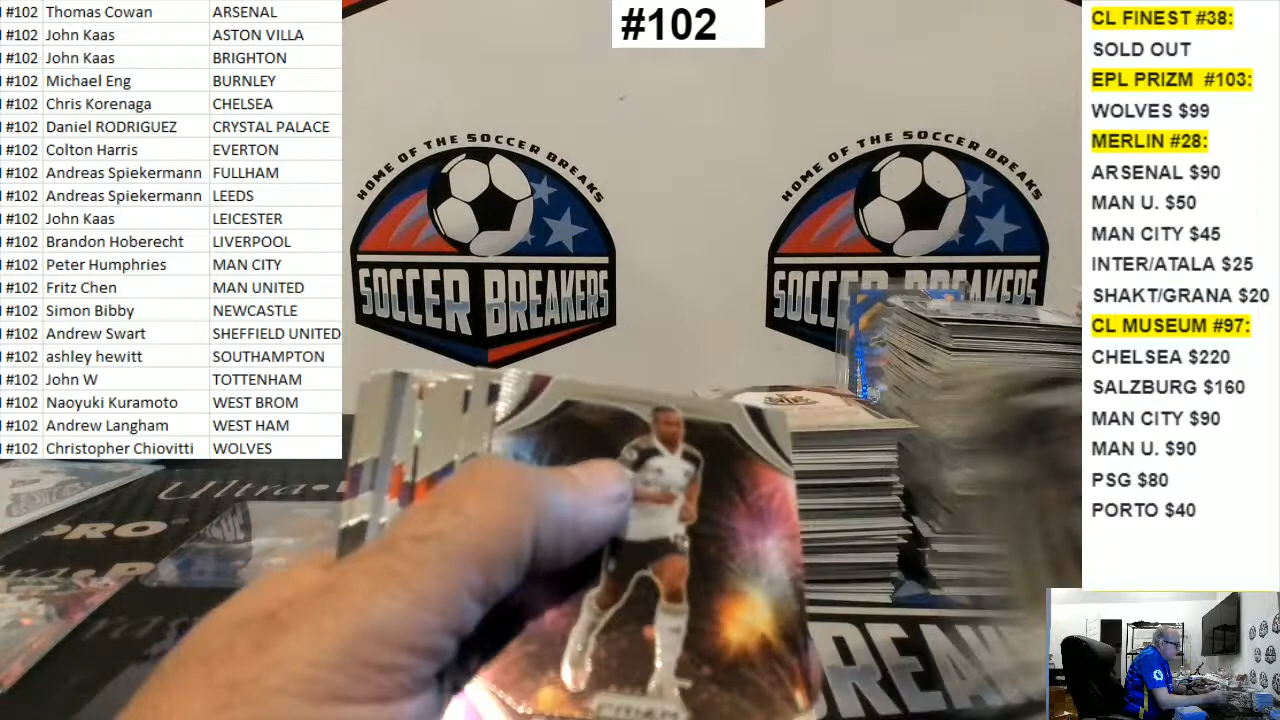 #102 Thomas Cowan ARSENAL
#102 John Kaas ASTON VILLA
#102 John Kaas BRIGHTON
#102 Michael Eng BURNLEY
#102 Chris Korenaga CHELSEA
#102 Daniel RODRIGUEZ CRYSTAL PALACE
#102 Colton Harris EVERTON
#102 Andreas Spiekermann FULLHAM
#102 Andreas Spiekermann LEEDS
#102 John Kaas LEICESTER
#102 Brandon Hoberecht LIVERPOOL
#102 Peter Humphries MAN CITY
#102 Fritz Chen MAN UNITED
#102 Simon Bibby NEWCASTLE
#102 Andrew Swart SHEFFIELD UNITED
#102 ashley hewitt SOUTHAMPTON
#102 John W TOTTENHAM
#102 Naoyuki Kuramoto WEST BROM
#102 Andrew Langham WEST HAM
#102 Christopher Chiovitti WOLVES
#102
HOME OF THE SOCCER BREAKS
SOCCER BREAKERS
HOME OF THE SOCCER BREAKS
SOCC BREAKERS
Ultra
PRO
BREA
PRIZM
CL FINEST #38:
SOLD OUT
EPL PRIZM #103:
WOLVES $99
MERLIN #28:
ARSENAL $90
MAN U. $50
MAN CITY $45
INTER/ATALA $25
SHAKT/GRANA $20
CL MUSEUM #97:
CHELSEA $220
SALZBURG $160
MAN CITY $90
MAN U. $90
PSG $80
PORTO $40